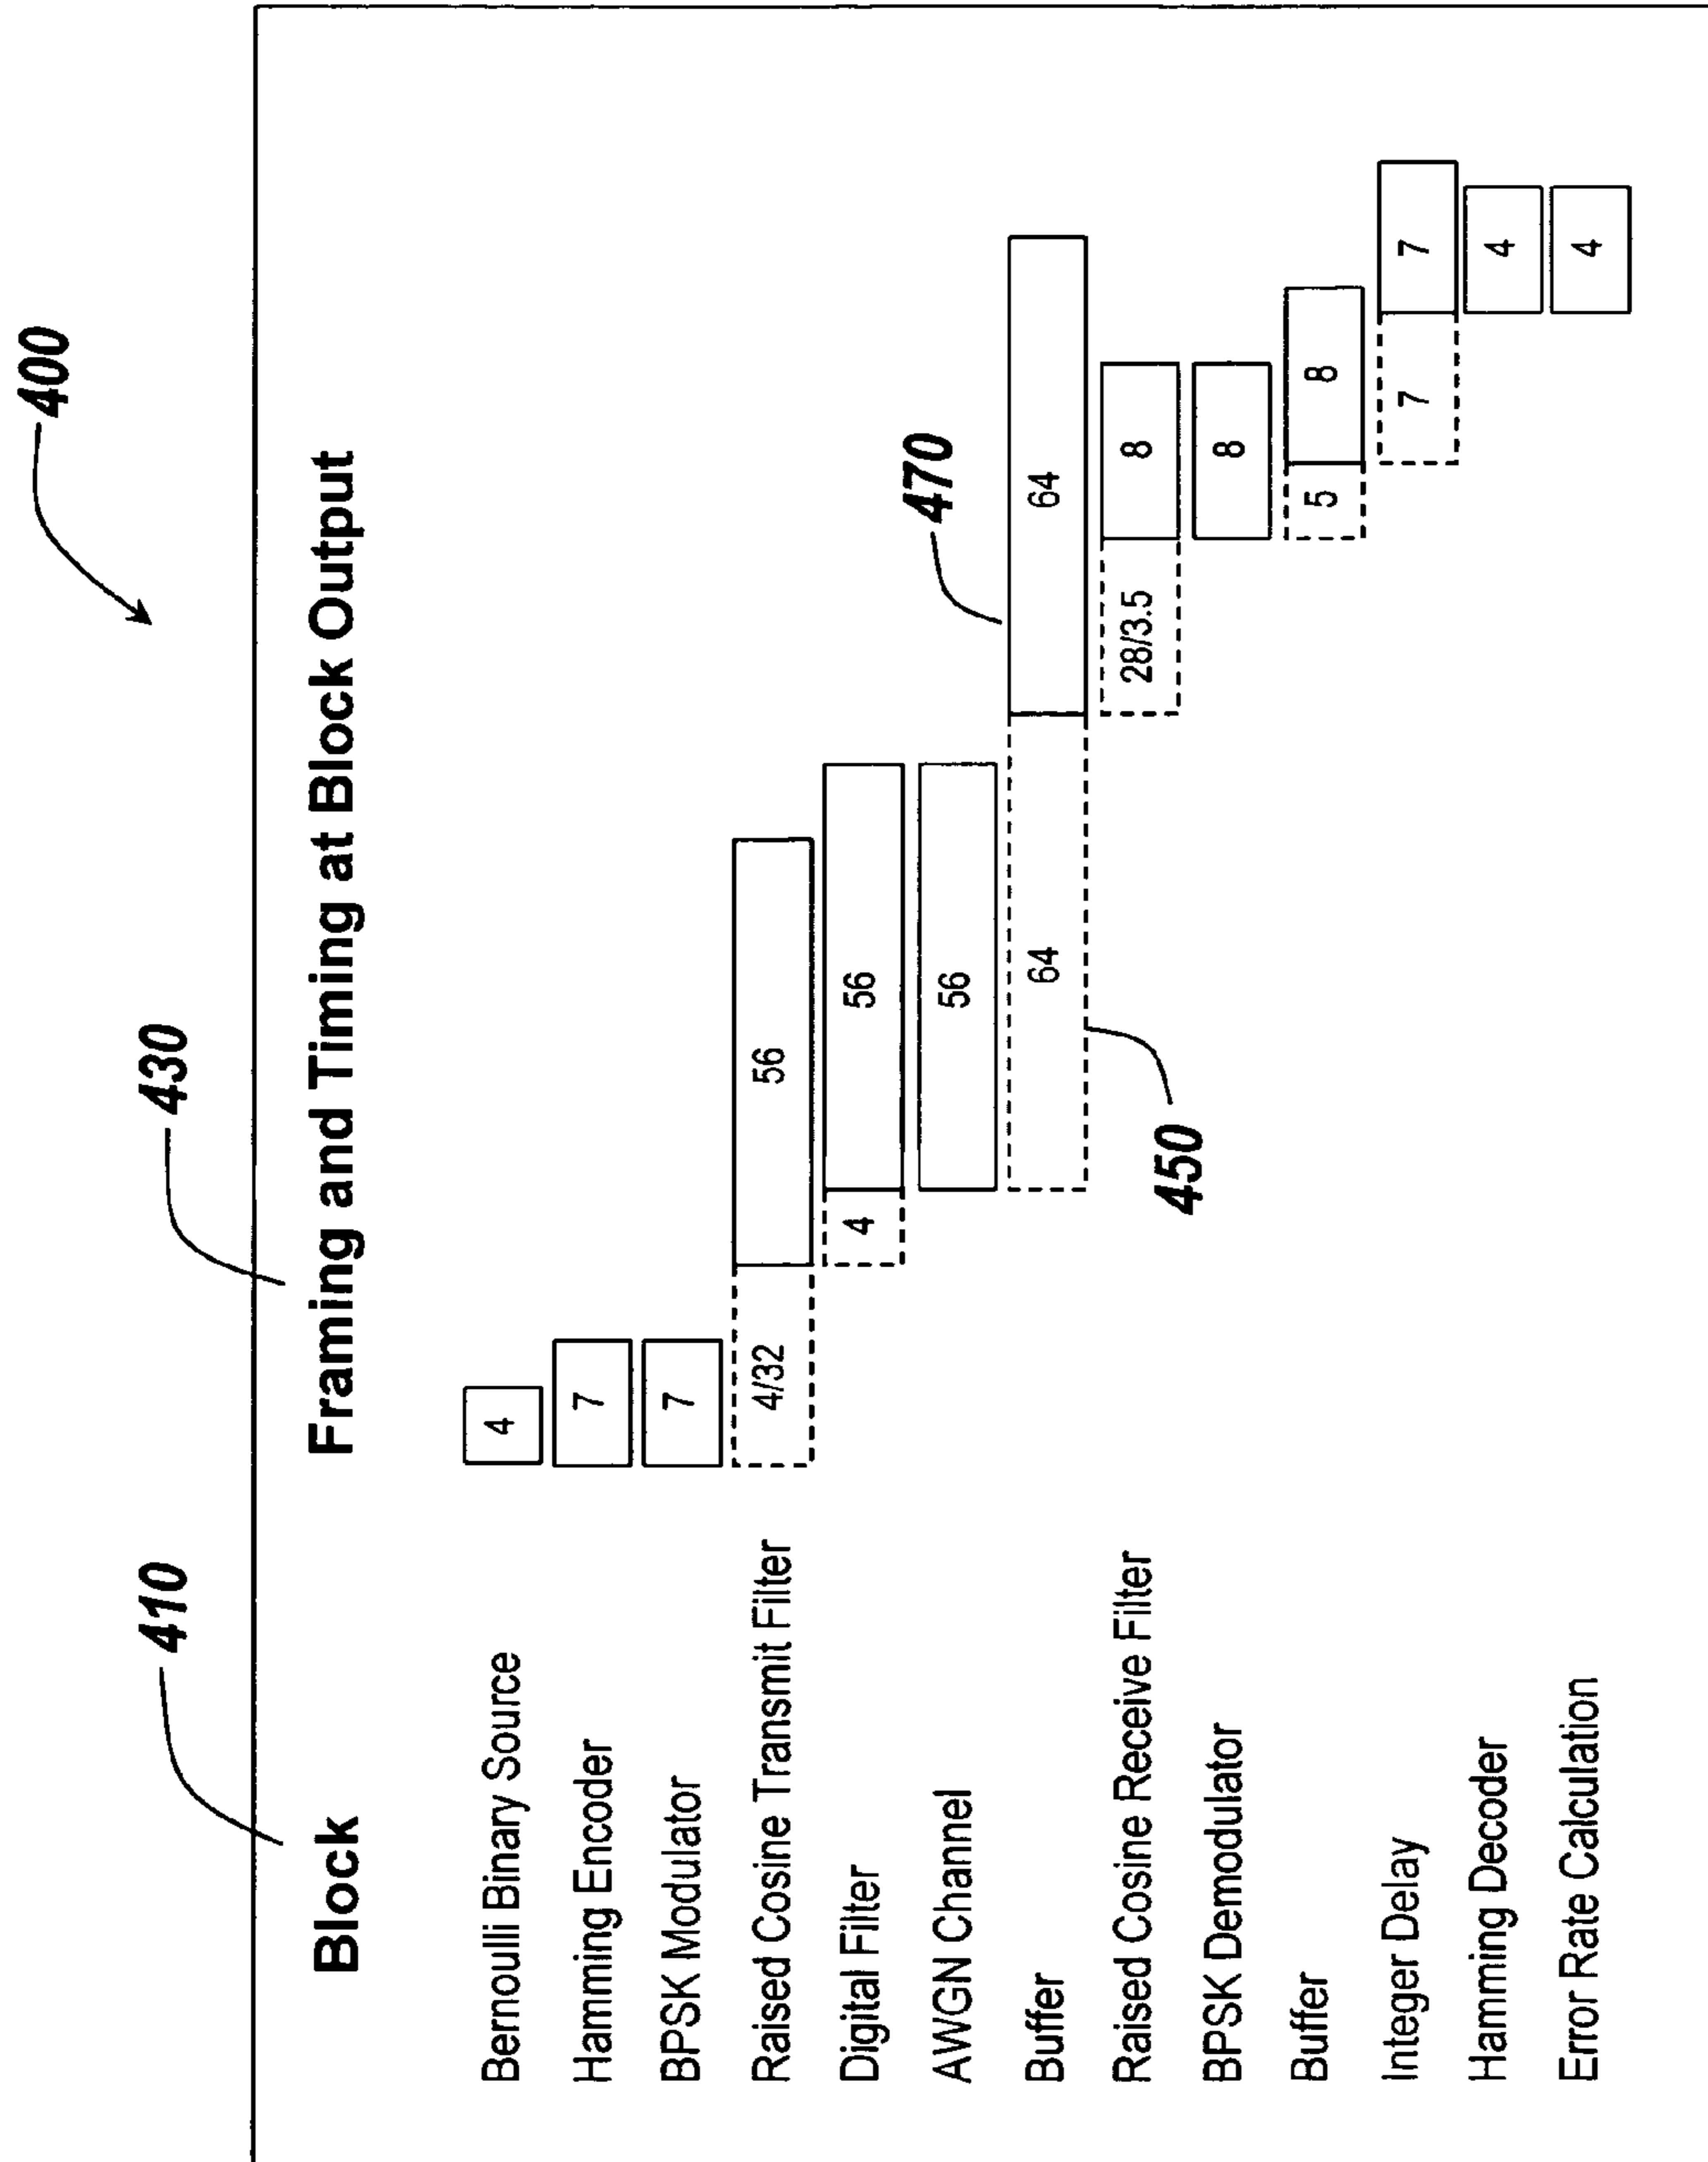 400
410
430
Block Framing and Timing at Block Output
Bernoulli Binary Source 4
Hamming Encoder 7
BPSK Modulator 7
Raised Cosine Transmit Filter 4/32 56
Digital Filter 4 56
AWGN Channel 56
470
Buffer 64 64
Raised Cosine Receive Filter 28/3.5 8
450
BPSK Demodulator 8
Buffer 5 8
Integer Delay 7 7
Hamming Decoder 4
Error Rate Calculation 4